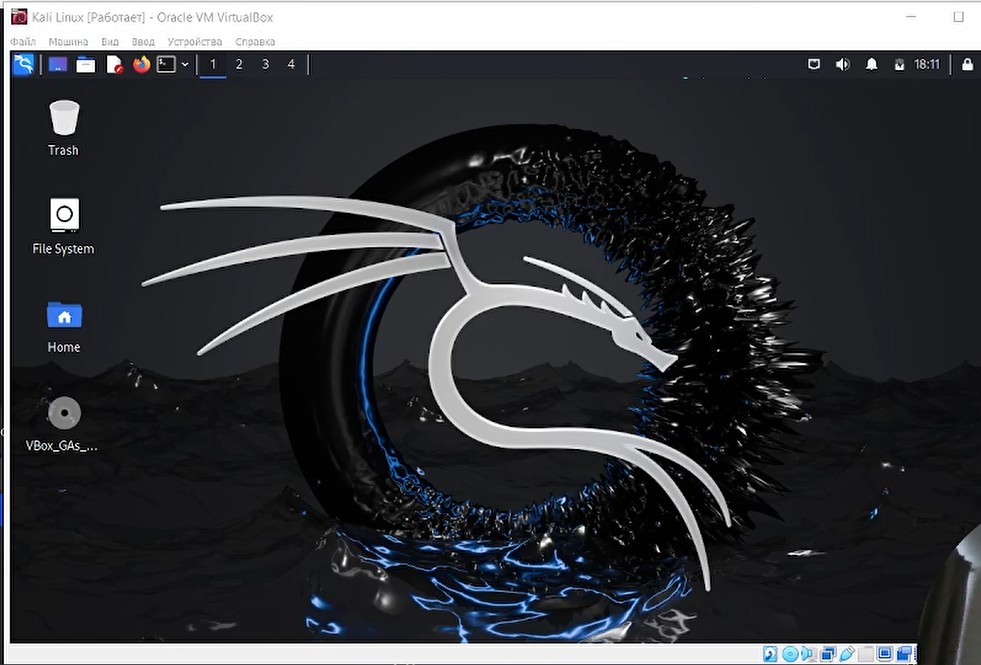 Kali Linux [Работает] - Oracle VM VirtualBox
Файл Машина Вид Ввод Устройства Справка
1 2 3 4 18:11
Trash
File System
Home
VBox_GAs_...